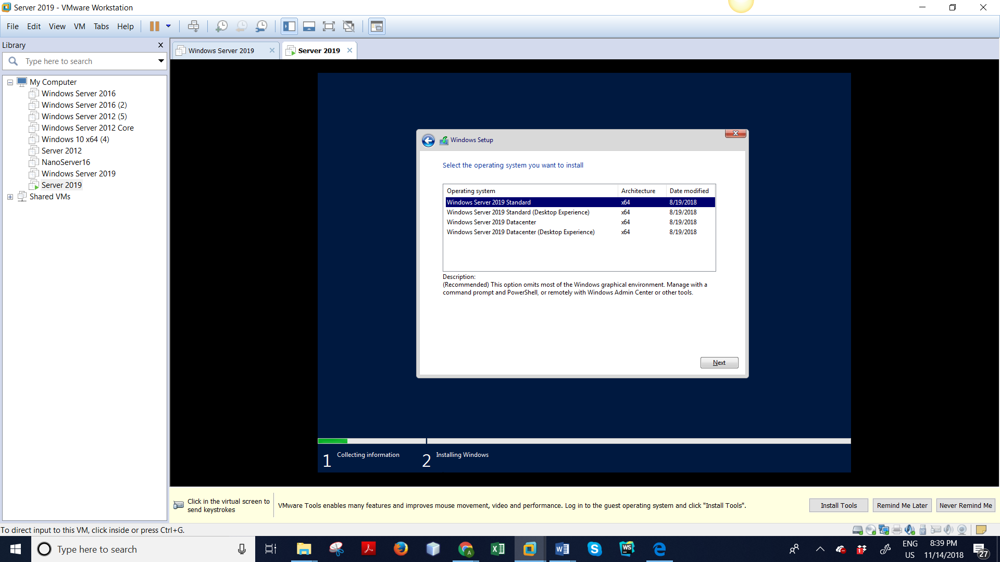 Server 2019 - VMware Workstation
File Edit View VM Tabs Help
Library
Type here to search
My Computer
Windows Server 2016
Windows Server 2016 (2)
Windows Server 2012 (5)
Windows Server 2012 Core
Windows 10 x64 (4)
Server 2012
NanoServer16
Windows Server 2019
Server 2019
Shared VMs
Windows Server 2019
Server 2019
Windows Setup
Select the operating system you want to install
Operating system Architecture Date modified
Windows Server 2019 Standard x64 8/19/2018
Windows Server 2019 Standard (Desktop Experience) x64 8/19/2018
Windows Server 2019 Datacenter x64 8/19/2018
Windows Server 2019 Datacenter (Desktop Experience) x64 8/19/2018
Description:
(Recommended) This option omits most of the Windows graphical environment. Manage with a
command prompt and PowerShell, or remotely with Windows Admin Center or other tools.
Next
1 Collecting information
2 Installing Windows
Click in the virtual screen to
send keystrokes
VMware Tools enables many features and improves mouse movement, video and performance. Log in to the guest operating system and click "Install Tools".
Install Tools
Remind Me Later
Never Remind Me
To direct input to this VM, click inside or press Ctrl+G.
Type here to search
A
WS
1
ENG
US
8:39 PM
11/14/2018
27